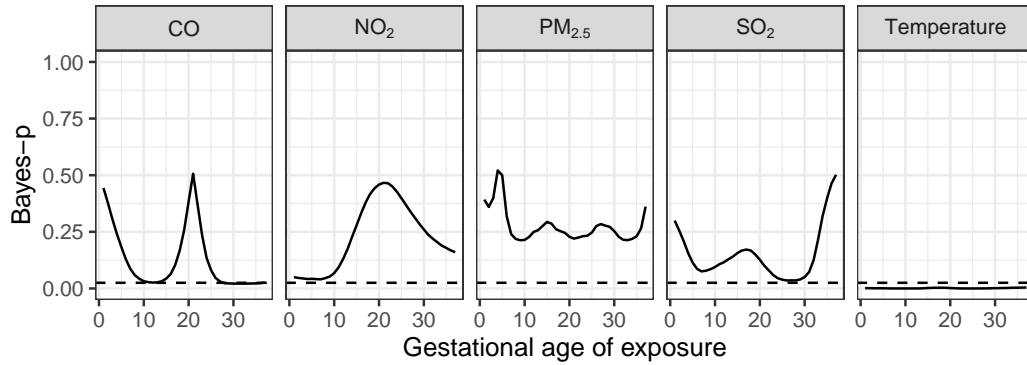 CO NO₂ PM₂.₅ SO₂ Temperature
1.00
0.75
0.50
0.25
0.00
Bayes−p
0 10 20 30 0 10 20 30 0 10 20 30 0 10 20 30 0 10 20 30
Gestational age of exposure